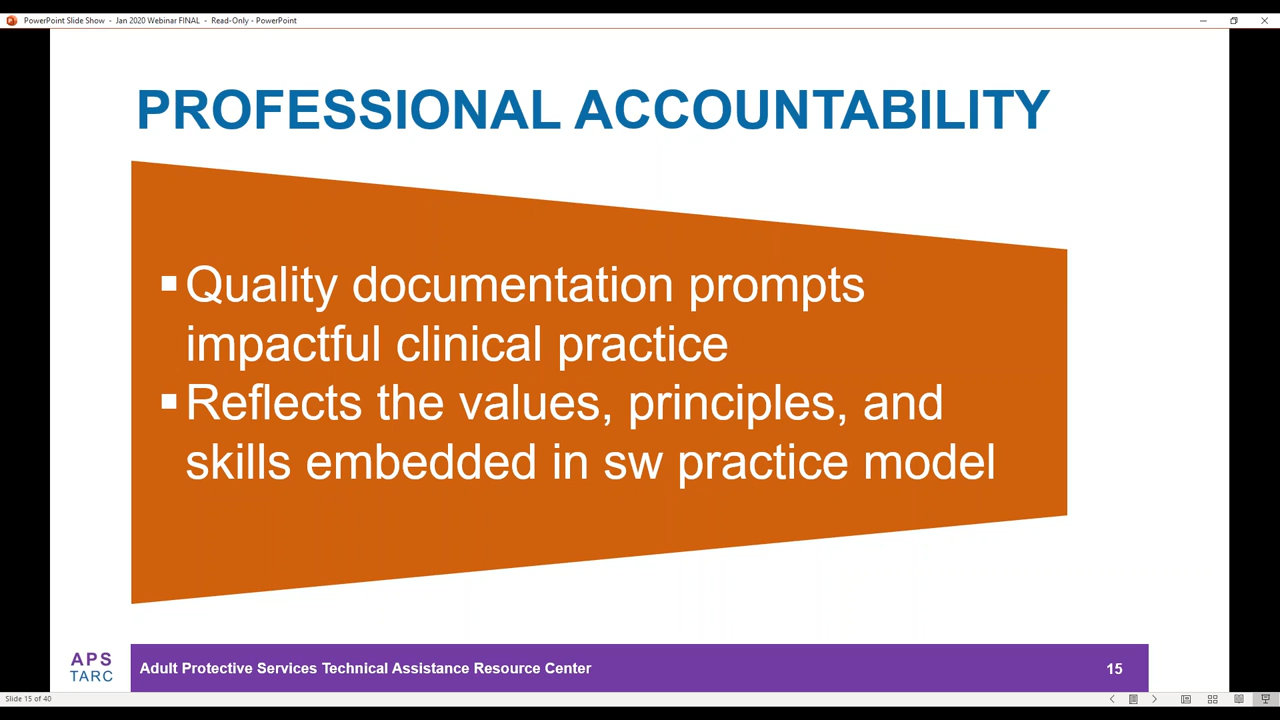 PowerPoint Slide Show - Jan 2020 Webinar FINAL - Read-Only - PowerPoint
PROFESSIONAL ACCOUNTABILITY
▪Quality documentation prompts
impactful clinical practice
▪Reflects the values, principles, and
skills embedded in sw practice model
APS
TARC
Adult Protective Services Technical Assistance Resource Center
15
Slide 15 of 40